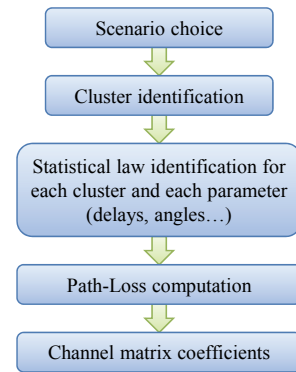 Scenario choice
Cluster identification
Statistical law identification for
each cluster and each parameter
(delays, angles…)
Path-Loss computation
Channel matrix coefficients